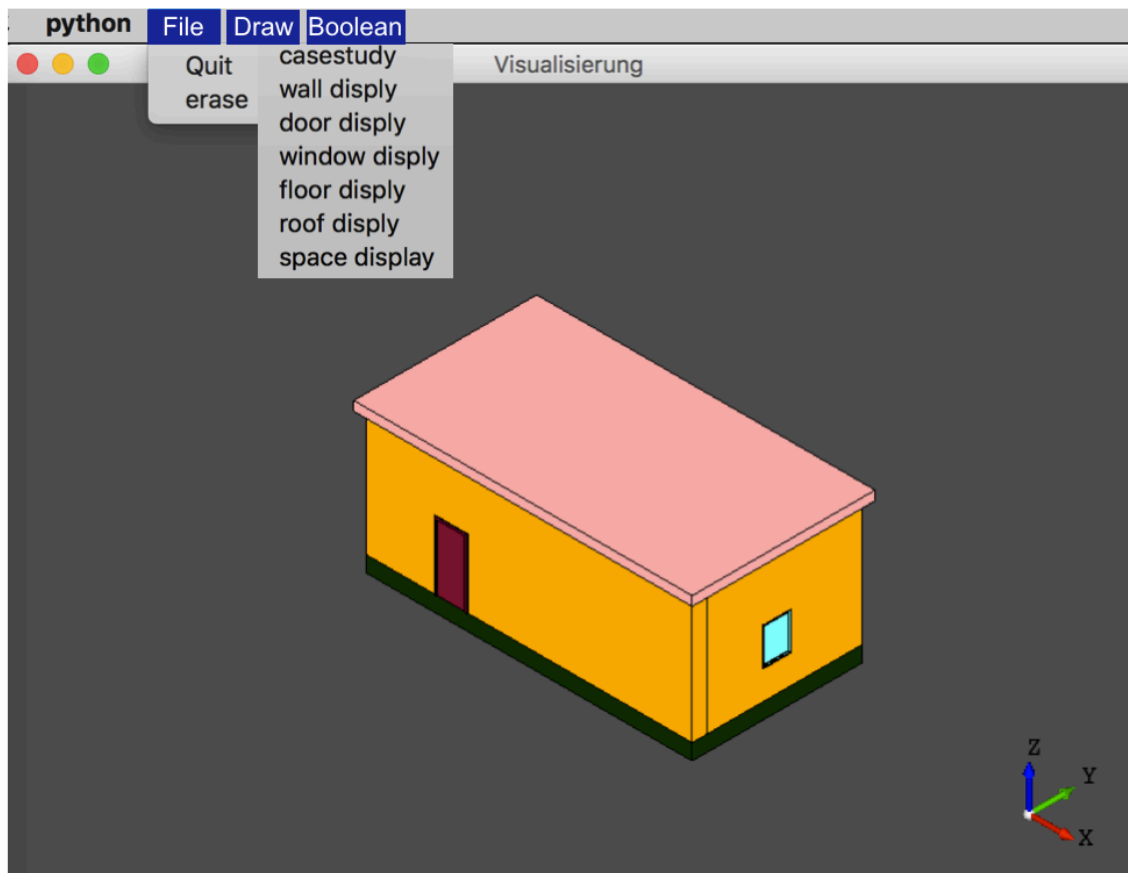 python File Draw Boolean
Visualisierung
Quit
erase
casestudy
wall disply
door disply
window disply
floor disply
roof disply
space display
Z
Y
X